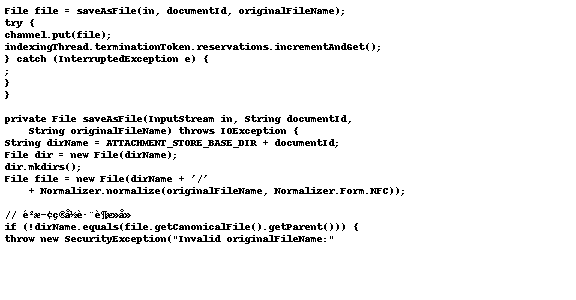 File file = saveAsFile(in, documentId, originalFileName);
try {
channel.put(file);
indexingThread.terminationToken.reservations.incrementAndGet();
} catch (InterruptedException e) {
;
}
}
private File saveAsFile(InputStream in, String documentId,
String originalFileName) throws IOException {
String dirName = ATTACHMENT_STORE_BASE_DIR + documentId;
File dir = new File(dirName);
dir.mkdirs();
File file = new File(dirName + '/'
+ Normalizer.normalize(originalFileName, Normalizer.Form.NFC));
//
if (!dirName.equals(file.getCanonicalFile().getParent())) {
throw new SecurityException("Invalid originalFileName:"